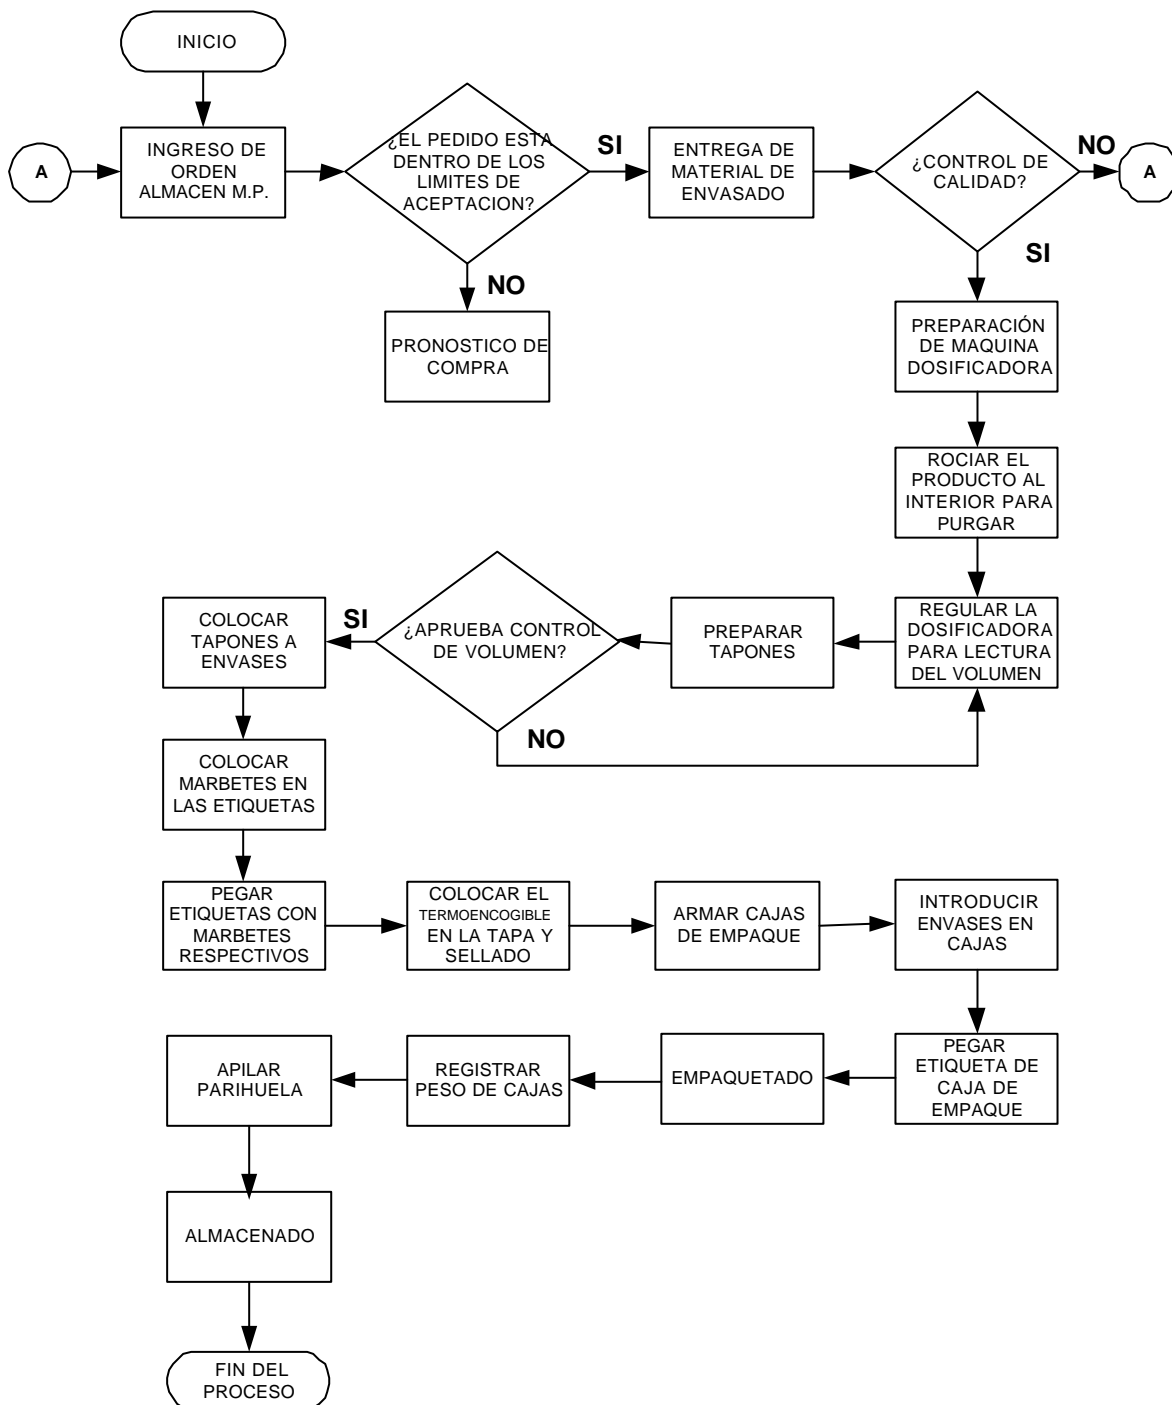 INICIO
A
INGRESO DE
ORDEN
ALMACEN M.P.
¿EL PEDIDO ESTA
DENTRO DE LOS
LIMITES DE
ACEPTACION?
SI
ENTREGA DE
MATERIAL DE
ENVASADO
¿CONTROL DE
CALIDAD?
NO
A
SI
NO
PRONOSTICO DE
COMPRA
PREPARACIÓN
DE MAQUINA
DOSIFICADORA
ROCIAR EL
PRODUCTO AL
INTERIOR PARA
PURGAR
REGULAR LA
DOSIFICADORA
PARA LECTURA
DEL VOLUMEN
PREPARAR
TAPONES
¿APRUEBA CONTROL
DE VOLUMEN?
SI
NO
COLOCAR
TAPONES A
ENVASES
COLOCAR
MARBETES EN
LAS ETIQUETAS
PEGAR
ETIQUETAS CON
MARBETES
RESPECTIVOS
COLOCAR EL
TERMOENCOGIBLE
EN LA TAPA Y
SELLADO
ARMAR CAJAS
DE EMPAQUE
INTRODUCIR
ENVASES EN
CAJAS
PEGAR
ETIQUETA DE
CAJA DE
EMPAQUE
EMPAQUETADO
REGISTRAR
PESO DE CAJAS
APILAR
PARIHUELA
ALMACENADO
FIN DEL
PROCESO